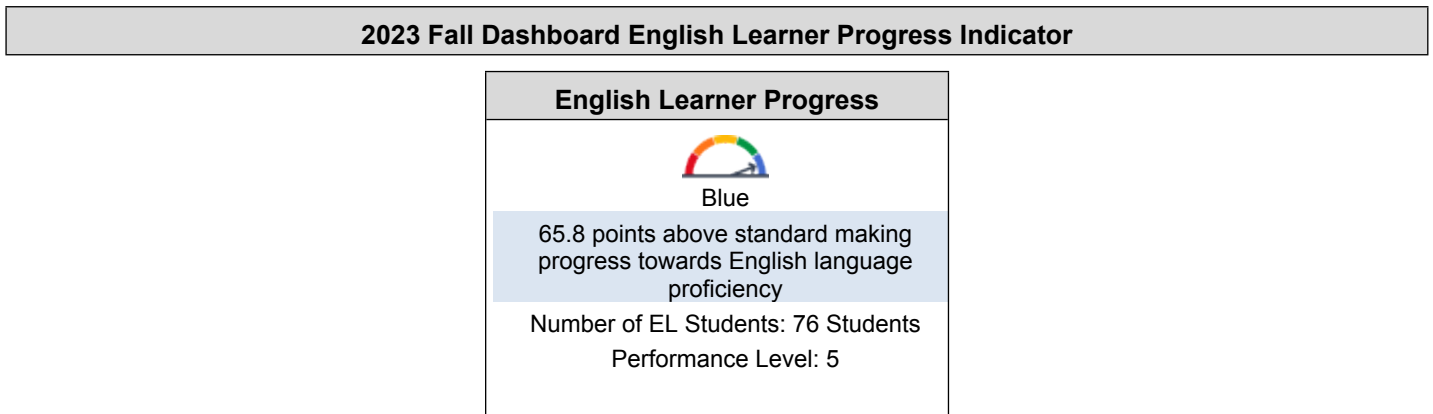 2023 Fall Dashboard English Learner Progress Indicator
English Learner Progress
Blue
65.8 points above standard making
progress towards English language
proficiency
Number of EL Students: 76 Students
Performance Level: 5